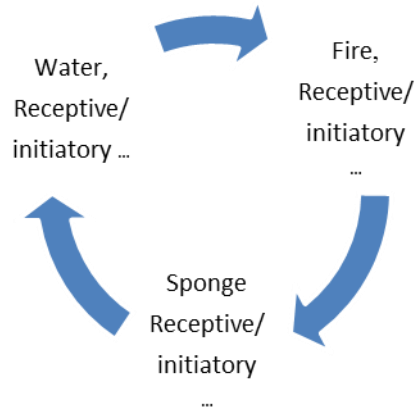 Water,
Receptive/
initiatory ...
Fire,
Receptive/
initiatory
...
Sponge
Receptive/
initiatory
...